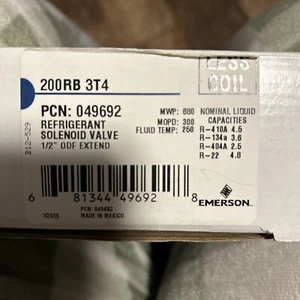 LESS
COIL
200RB 3T4
PCN: 049692
REFRIGERANT
SOLENOID VALVE
1/2" ODF EXTEND
MWP: 680
MOPD: 300
FLUID TEMP: 250
NOMINAL LIQUID
CAPACITIES
R-410A 4.5
R-134a 3.6
R-404A 2.5
R-22 4.8
B12-529
6 81344 49692 8
PCN: 049692
MADE IN MEXICO
EMERSON